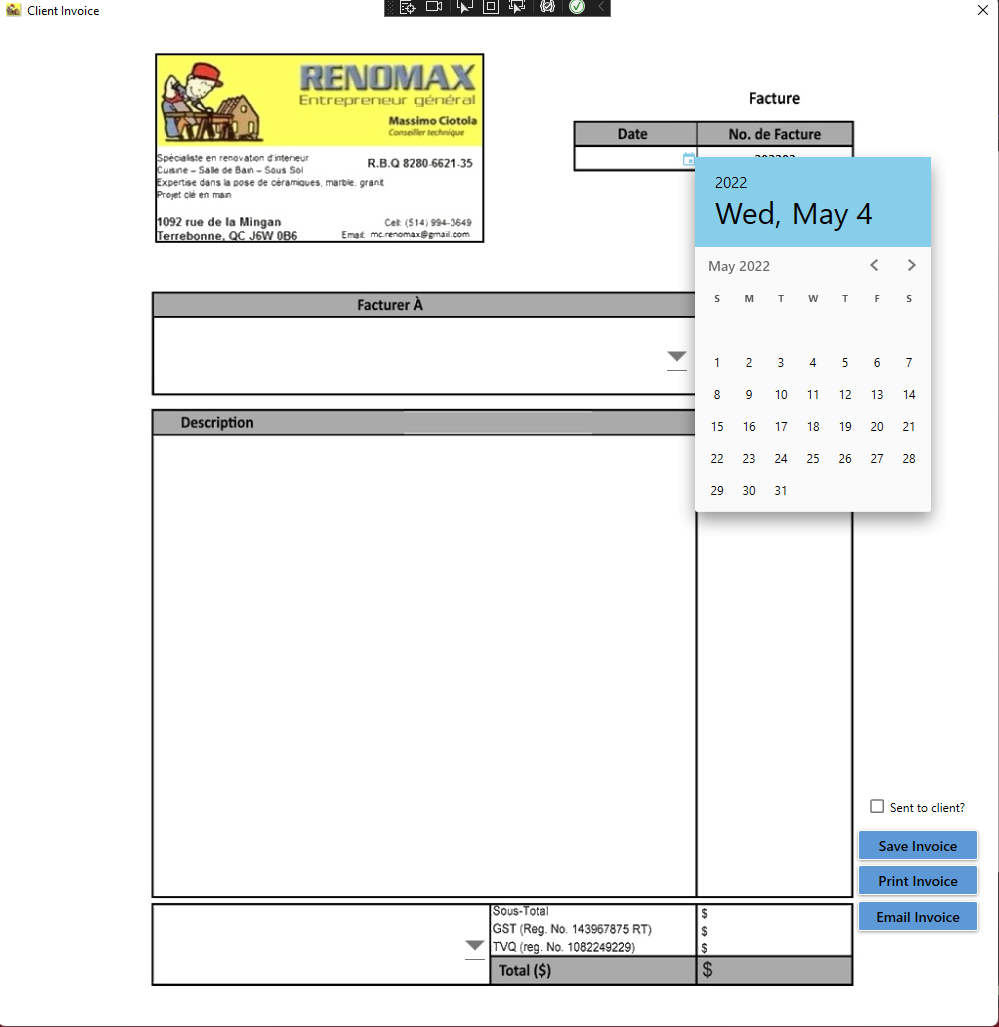 Client Invoice
RENOMAX
Entrepreneur général
Massimo Ciotola
Conseiller technique
Spécialiste en renovation d'interieur
Cuisine – Salle de Bain – Sous Sol
Expertise dans la pose de céramiques, marble, granit
Projet clé en main
R.B.Q 8280-6621-35
1092 rue de la Mingan
Terrebonne, QC J6W 0B6
Cell: (514) 994-3649
Email: mc.renomax@gmail.com
Facture
Date No. de Facture
2022
Wed, May 4
May 2022
S M T W T F S
1 2 3 4 5 6 7
8 9 10 11 12 13 14
15 16 17 18 19 20 21
22 23 24 25 26 27 28
29 30 31
Facturer À
Description
Sent to client?
Save Invoice
Print Invoice
Email Invoice
Sous-Total $
GST (Reg. No. 143967875 RT) $
TVQ (reg. No. 1082249229) $
Total ($) $